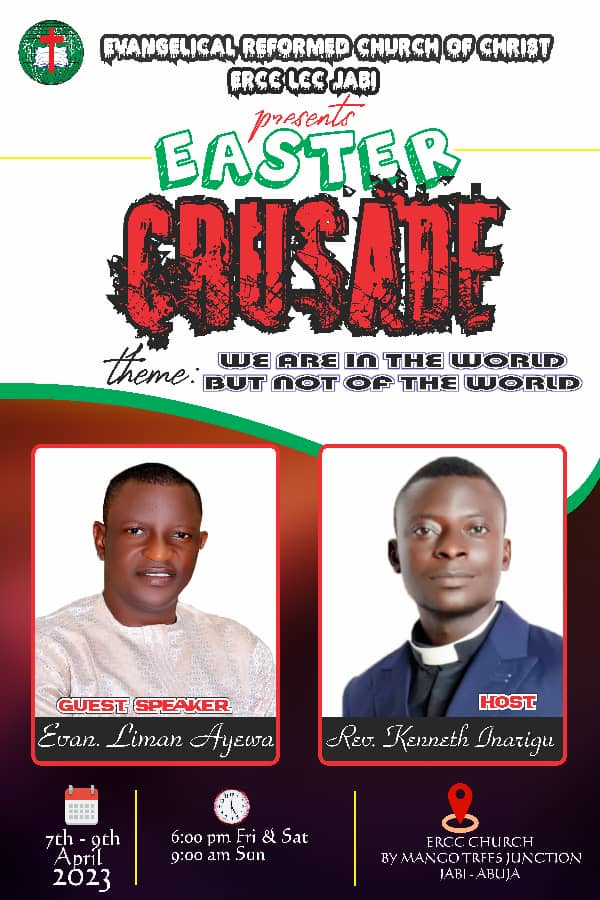 EVANGELICAL REFORMED CHURCH OF CHRIST
ERCC LCC JABI
presents
EASTER
CRUSADE
theme: WE ARE IN THE WORLD
BUT NOT OF THE WORLD
GUEST SPEAKER
Evan. Liman Ayewa
HOST
Rev. Kenneth Inarigu
7th - 9th
April
2023
6:00 pm Fri & Sat
9:00 am Sun
ERCC CHURCH
BY MANGO TREES JUNCTION
JABI - ABUJA